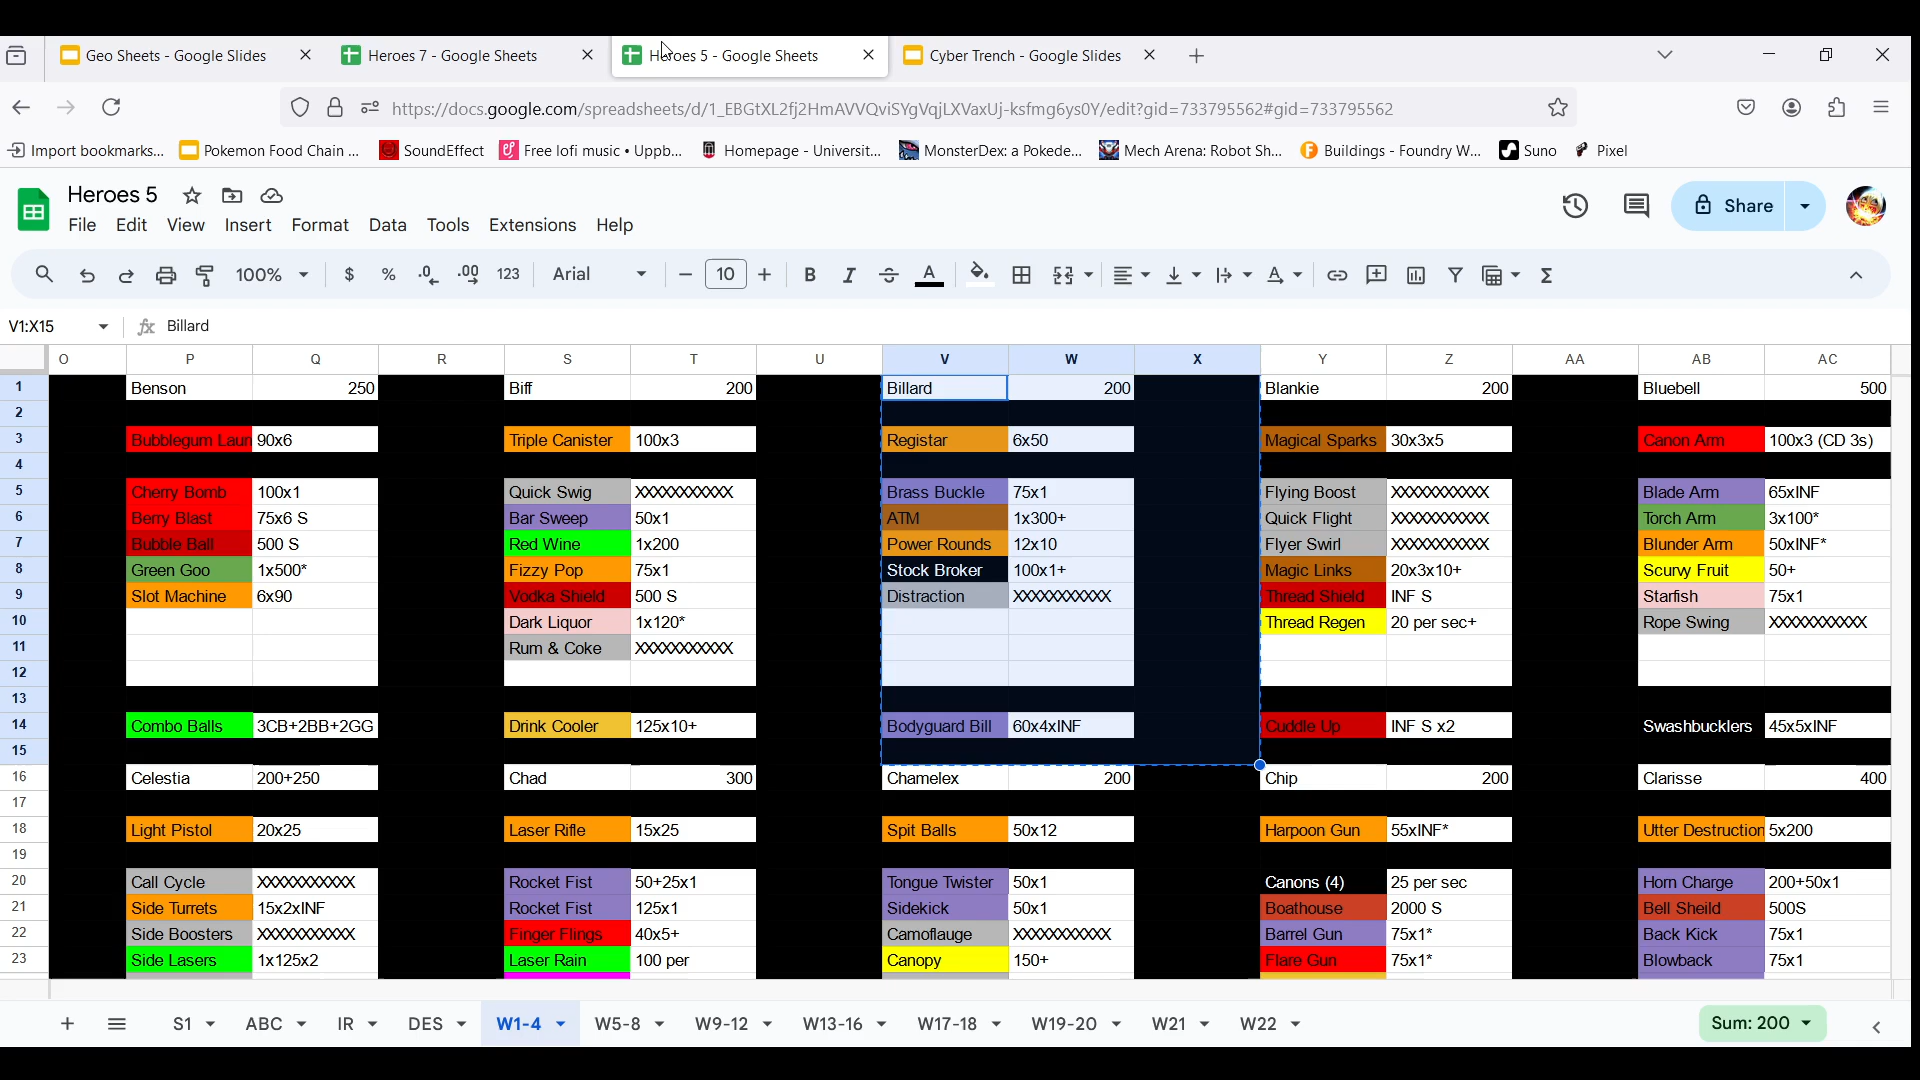 Geo Sheets - Google Slides
Heroes 7 - Google Sheets
Heroes 5 - Google Sheets
Cyber Trench - Google Slides
https://docs.google.com/spreadsheets/d/1_EBGtXL2fj2HmAVVQviSYgVqjLXVaxUj-ksfmg6ys0Y/edit?gid=733795562#gid=733795562
Import bookmarks... Pokemon Food Chain ... SoundEffect Free lofi music • Uppb... Homepage - Universit... MonsterDex: a Pokede... Mech Arena: Robot Sh... Buildings - Foundry W... Suno Pixel
Heroes 5
File Edit View Insert Format Data Tools Extensions Help
Share
100% $ % .0 .00 123 Arial 10 B I S A
V1:X15 fx Billard
O P Q R S T U V W X Y Z AA AB AC
1 Benson 250 Biff 200 Billard 200 Blankie 200 Bluebell 500
2
3 Bubblegum Laun 90x6 Triple Canister 100x3 Registar 6x50 Magical Sparks 30x3x5 Canon Arm 100x3 (CD 3s)
4
5 Cherry Bomb 100x1 Quick Swig XXXXXXXXXX Brass Buckle 75x1 Flying Boost XXXXXXXXXX Blade Arm 65xINF
6 Berry Blast 75x6 S Bar Sweep 50x1 ATM 1x300+ Quick Flight XXXXXXXXXX Torch Arm 3x100*
7 Bubble Ball 500 S Red Wine 1x200 Power Rounds 12x10 Flyer Swirl XXXXXXXXXX Blunder Arm 50xINF*
8 Green Goo 1x500* Fizzy Pop 75x1 Stock Broker 100x1+ Magic Links 20x3x10+ Scurvy Fruit 50+
9 Slot Machine 6x90 Vodka Shield 500 S Distraction XXXXXXXXXX Thread Shield INF S Starfish 75x1
10 Dark Liquor 1x120* Thread Regen 20 per sec+ Rope Swing XXXXXXXXXX
11 Rum & Coke XXXXXXXXXX
12
13
14 Combo Balls 3CB+2BB+2GG Drink Cooler 125x10+ Bodyguard Bill 60x4xINF Cuddle Up INF S x2 Swashbucklers 45x5xINF
15
16 Celestia 200+250 Chad 300 Chamelex 200 Chip 200 Clarisse 400
17
18 Light Pistol 20x25 Laser Rifle 15x25 Spit Balls 50x12 Harpoon Gun 55xINF* Utter Destruction 5x200
19
20 Call Cycle XXXXXXXXXX Rocket Fist 50+25x1 Tongue Twister 50x1 Canons (4) 25 per sec Horn Charge 200+50x1
21 Side Turrets 15x2xINF Rocket Fist 125x1 Sidekick 50x1 Boathouse 2000 S Bell Sheild 500S
22 Side Boosters XXXXXXXXXX Finger Flings 40x5+ Camoflauge XXXXXXXXXX Barrel Gun 75x1* Back Kick 75x1
23 Side Lasers 1x125x2 Laser Rain 100 per Canopy 150+ Flare Gun 75x1* Blowback 75x1
S1 ABC IR DES W1-4 W5-8 W9-12 W13-16 W17-18 W19-20 W21 W22 Sum: 200